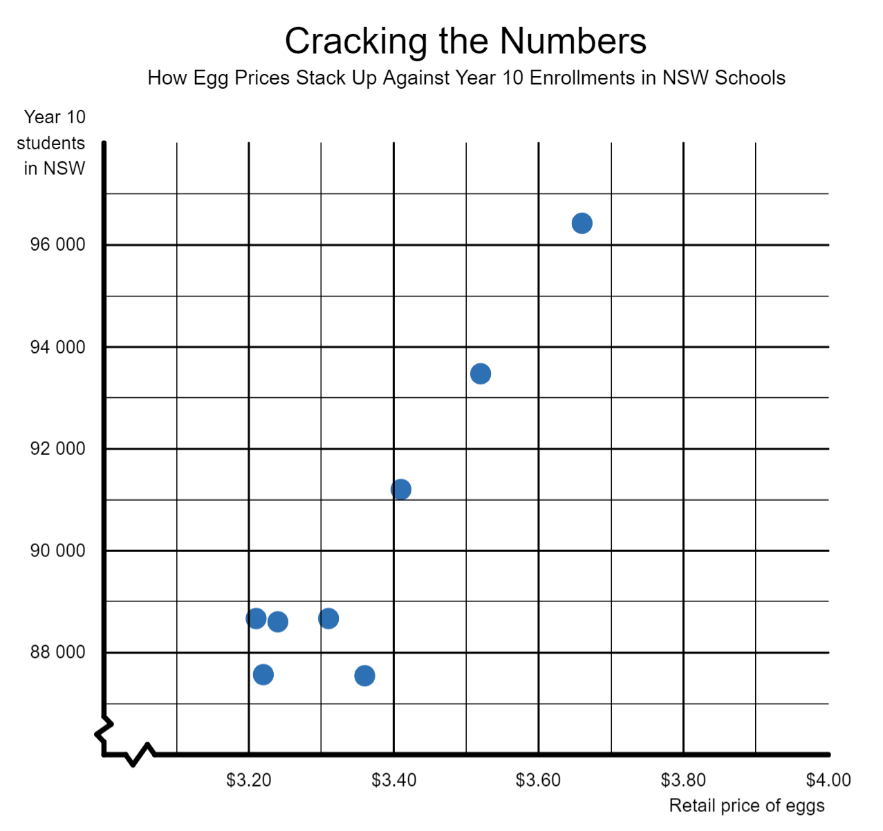 Cracking the Numbers
How Egg Prices Stack Up Against Year 10 Enrollments in NSW Schools
Year 10
students
in NSW
96 000
94 000
92 000
90 000
88 000
$3.20 $3.40 $3.60 $3.80 $4.00
Retail price of eggs